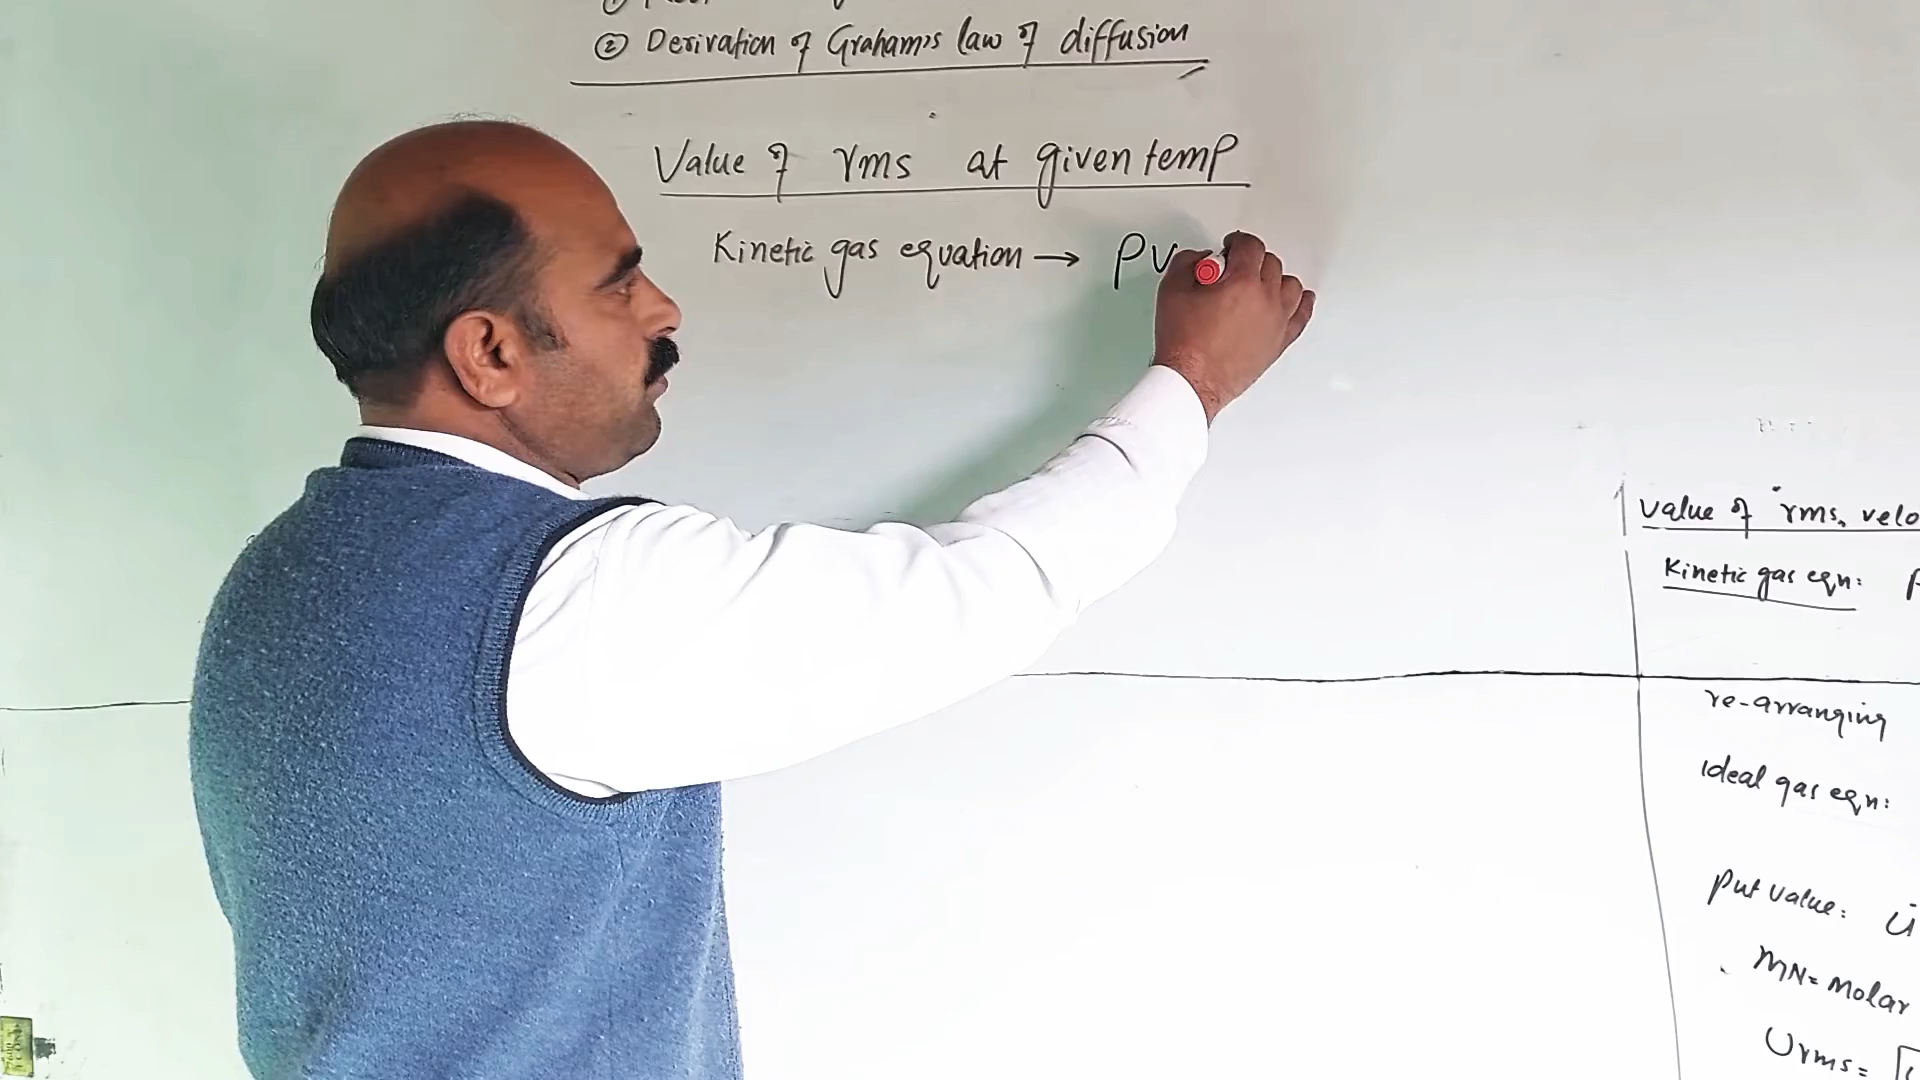 ② Derivation of Graham's law of diffusion
Value of rms at given temp
Kinetic gas equation → PV
value of rms. velo
Kinetic gas eqn: P
re-arranging
ideal gas eqn:
put value: ū
mN= molar
Urms=